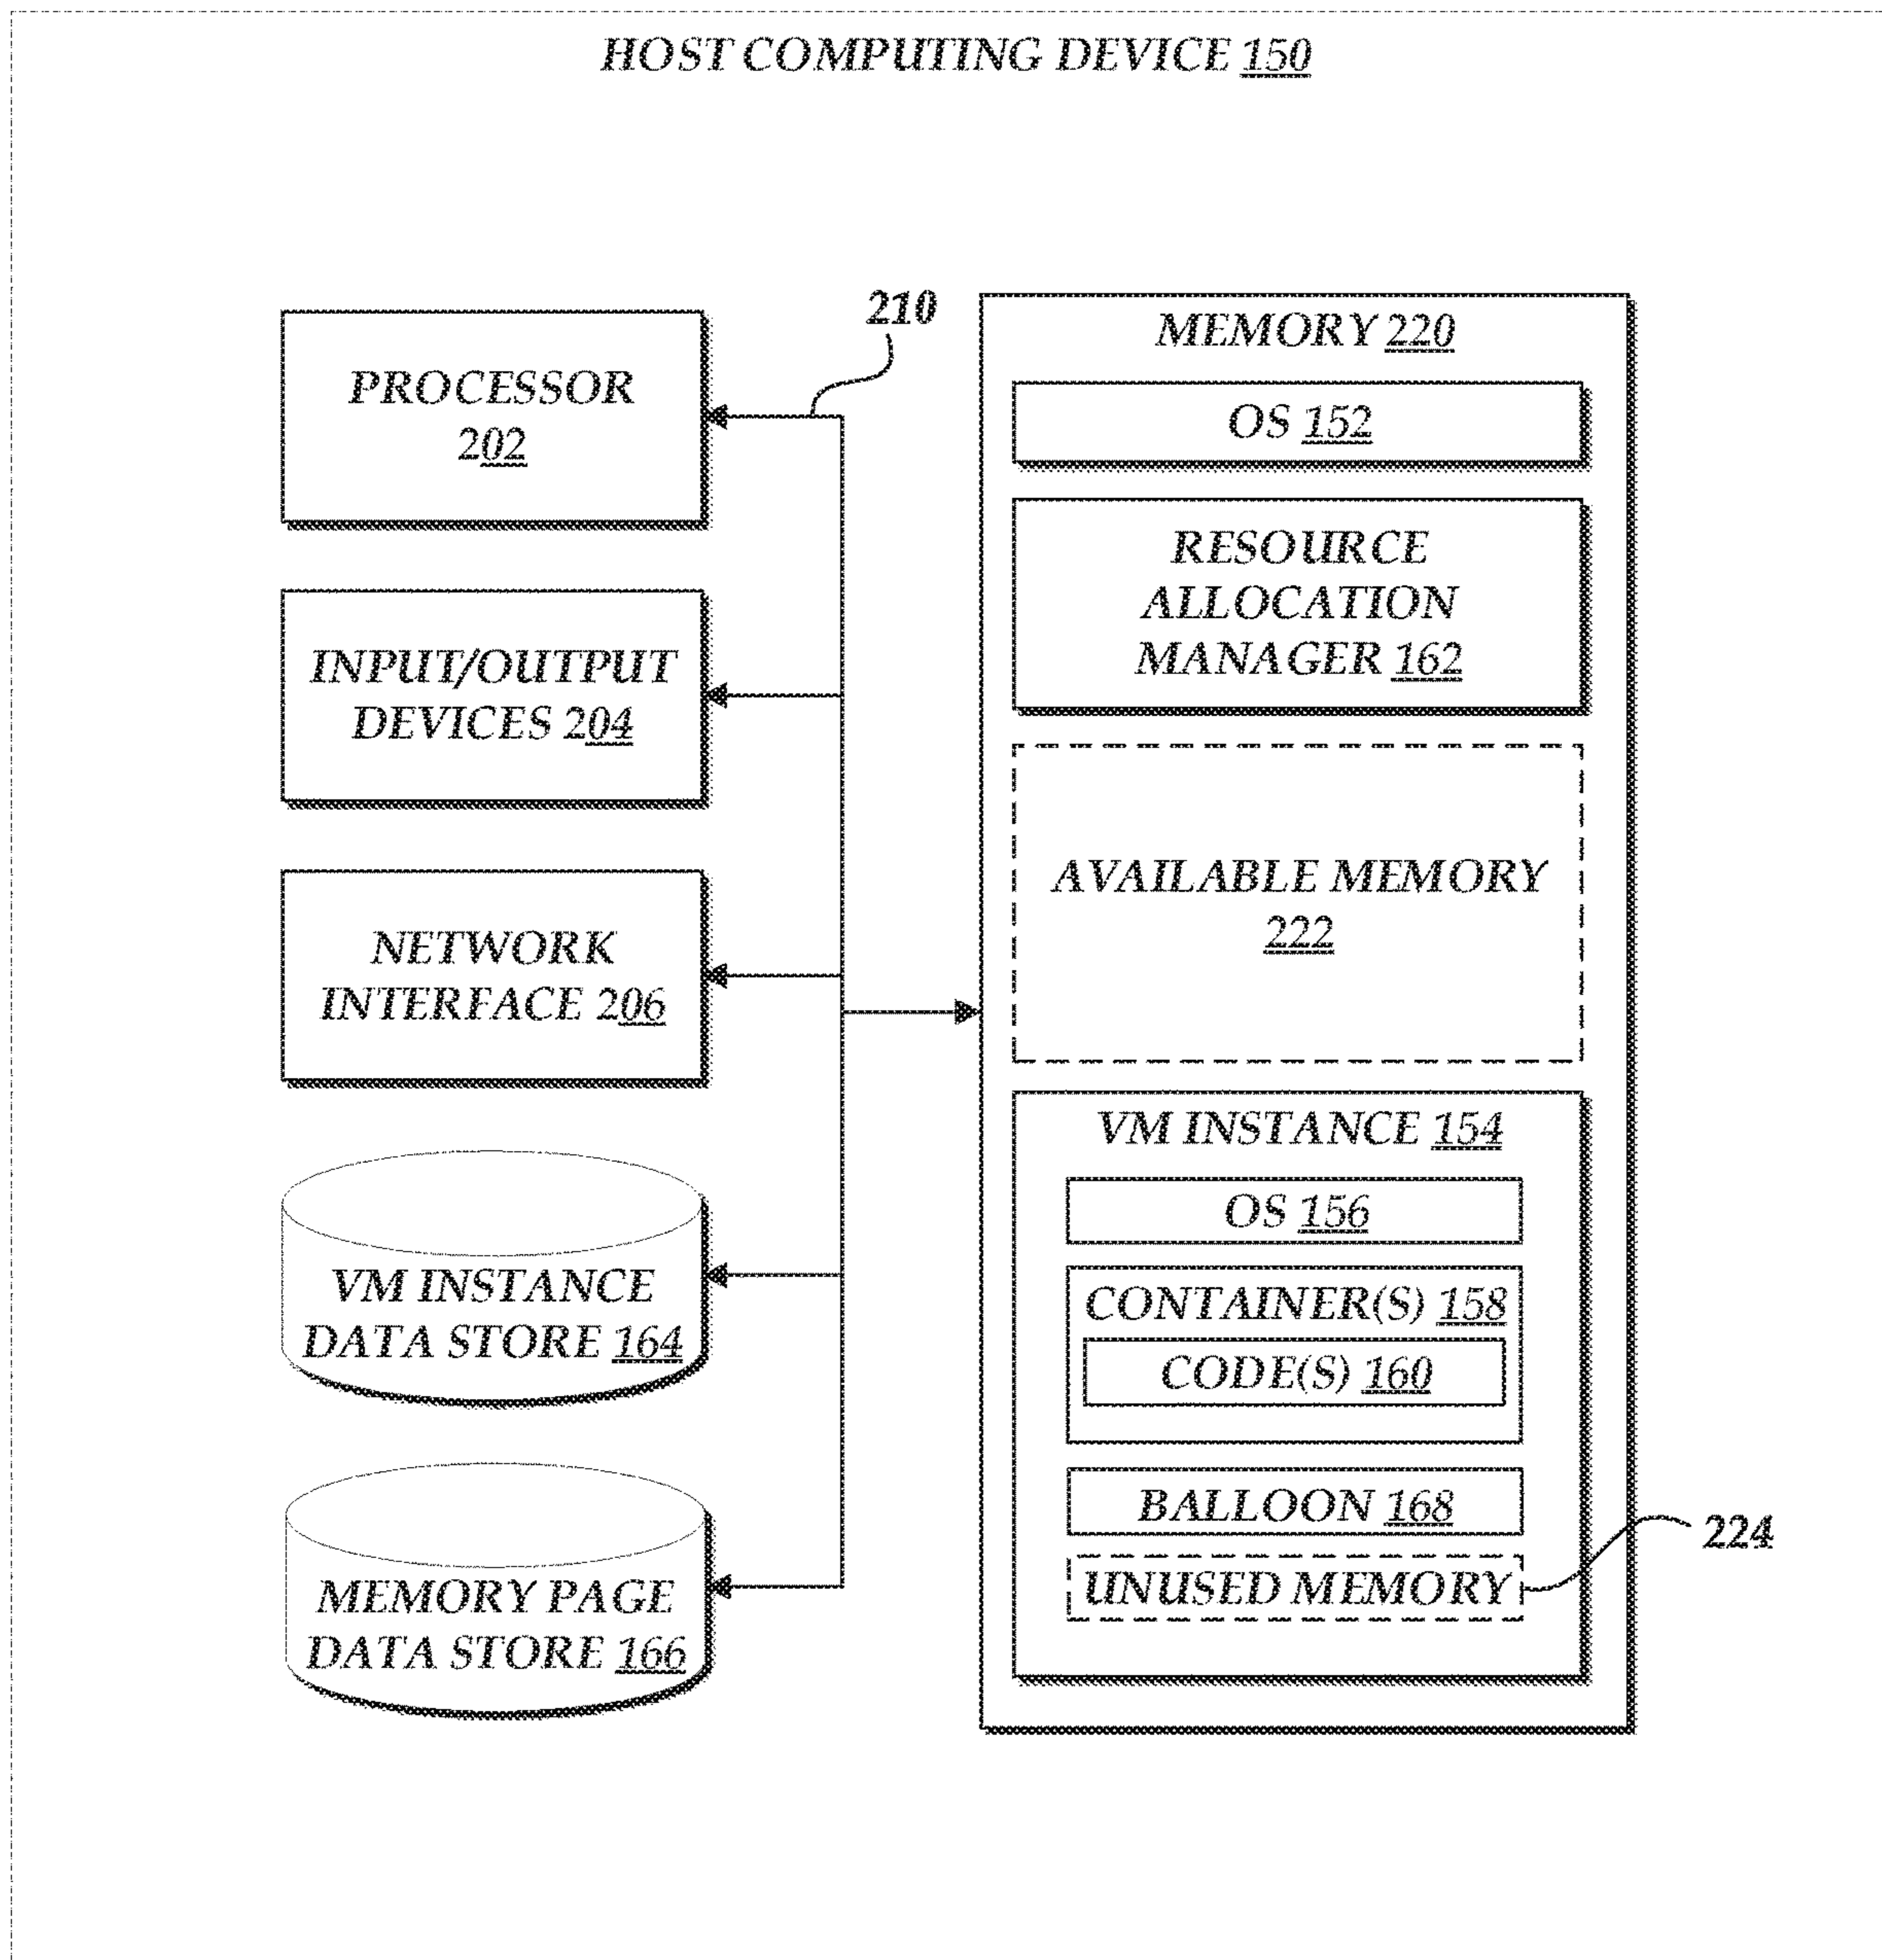 HOST COMPUTING DEVICE 150
210
PROCESSOR
202
INPUT/OUTPUT
DEVICES 204
NETWORK
INTERFACE 206
VM INSTANCE
DATA STORE 164
MEMORY PAGE
DATA STORE 166
MEMORY 220
OS 152
RESOURCE
ALLOCATION
MANAGER 162
AVAILABLE MEMORY
222
VM INSTANCE 154
OS 156
CONTAINER(S) 158
CODE(S) 160
BALLOON 168
UNUSED MEMORY
224